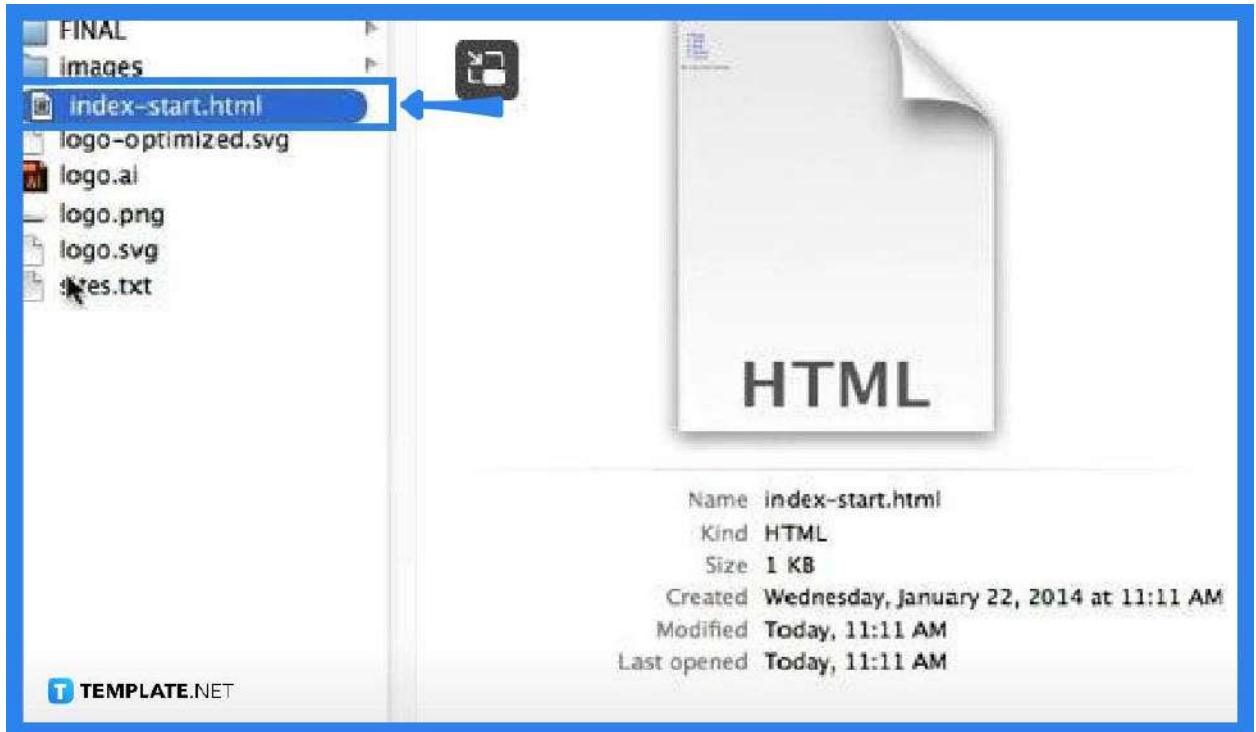 FINAL
images
index-start.html
logo-optimized.svg
logo.ai
logo.png
logo.svg
HTML
Name index-start.html
Kind HTML
Size 1 KB
Created Wednesday, January 22, 2014 at 11:11 AM
Modified Today, 11:11 AM
Last opened Today, 11:11 AM
T TEMPLATE.NET